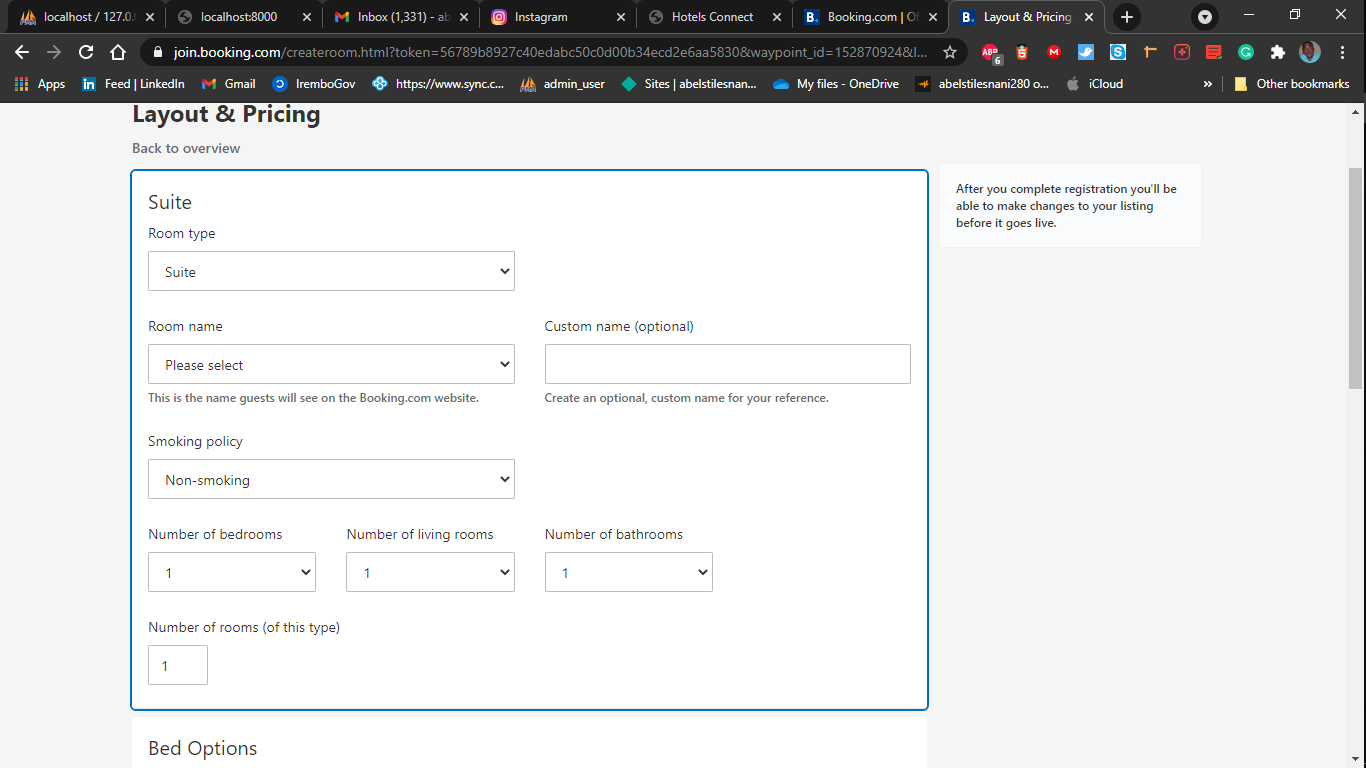 localhost / 127.0.
localhost:8000
Inbox (1,331) - ab
Instagram
Hotels Connect
B. Booking.com | Of
B. Layout & Pricing
join.booking.com/createroom.html?token=56789b8927c40edabc50c0d00b34ecd2e6aa5830&waypoint_id=152870924&l...
ABP
6
Apps
Feed | LinkedIn
Gmail
IremboGov
https://www.sync.c...
admin_user
Sites | abelstilesnan...
My files - OneDrive
abelstilesnani280 o...
iCloud
»
Other bookmarks
Layout & Pricing
Back to overview
Suite
Room type
Suite
Room name
Custom name (optional)
Please select
This is the name guests will see on the Booking.com website.
Create an optional, custom name for your reference.
Smoking policy
Non-smoking
Number of bedrooms
Number of living rooms
Number of bathrooms
1
1
1
Number of rooms (of this type)
1
Bed Options
After you complete registration you'll be
able to make changes to your listing
before it goes live.